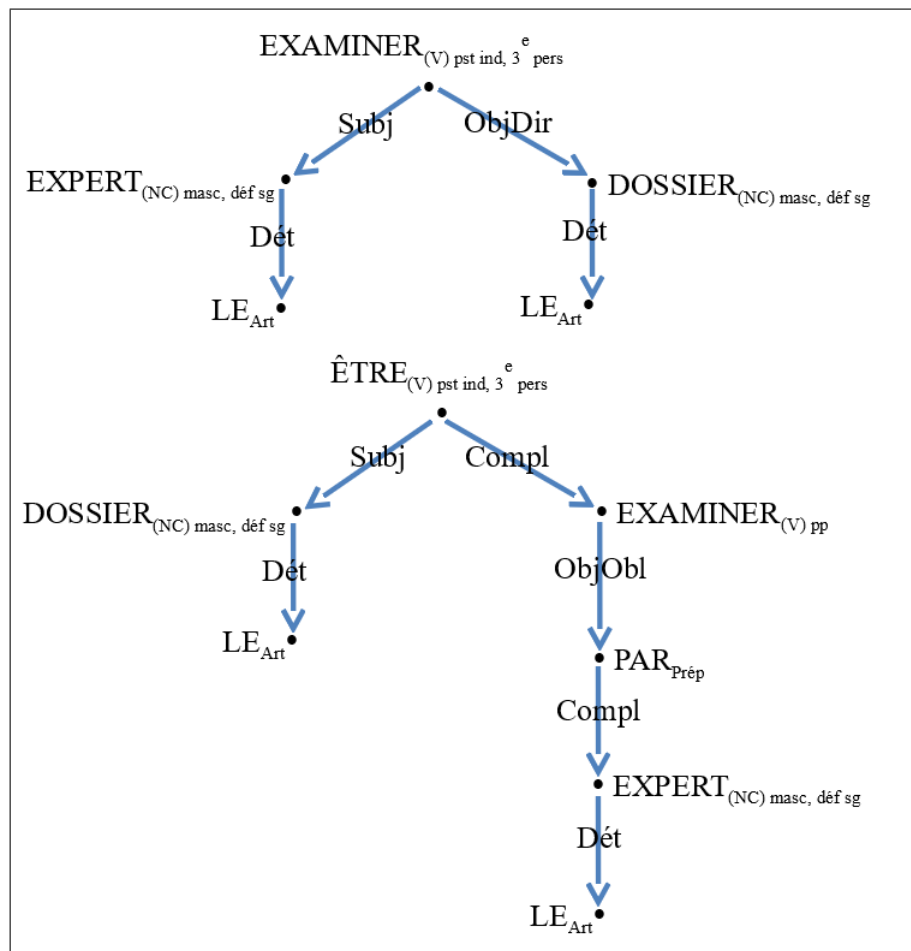 EXAMINER(V) pst ind, 3e pers
Subj ObjDir
EXPERT(NC) masc, déf sg DOSSIER(NC) masc, déf sg
Dét Dét
LEArt LEArt
ÊTRE(V) pst ind, 3e pers
Subj Compl
DOSSIER(NC) masc, déf sg EXAMINER(V) pp
Dét ObjObl
LEArt
PARPrép
Compl
EXPERT(NC) masc, déf sg
Dét
LEArt